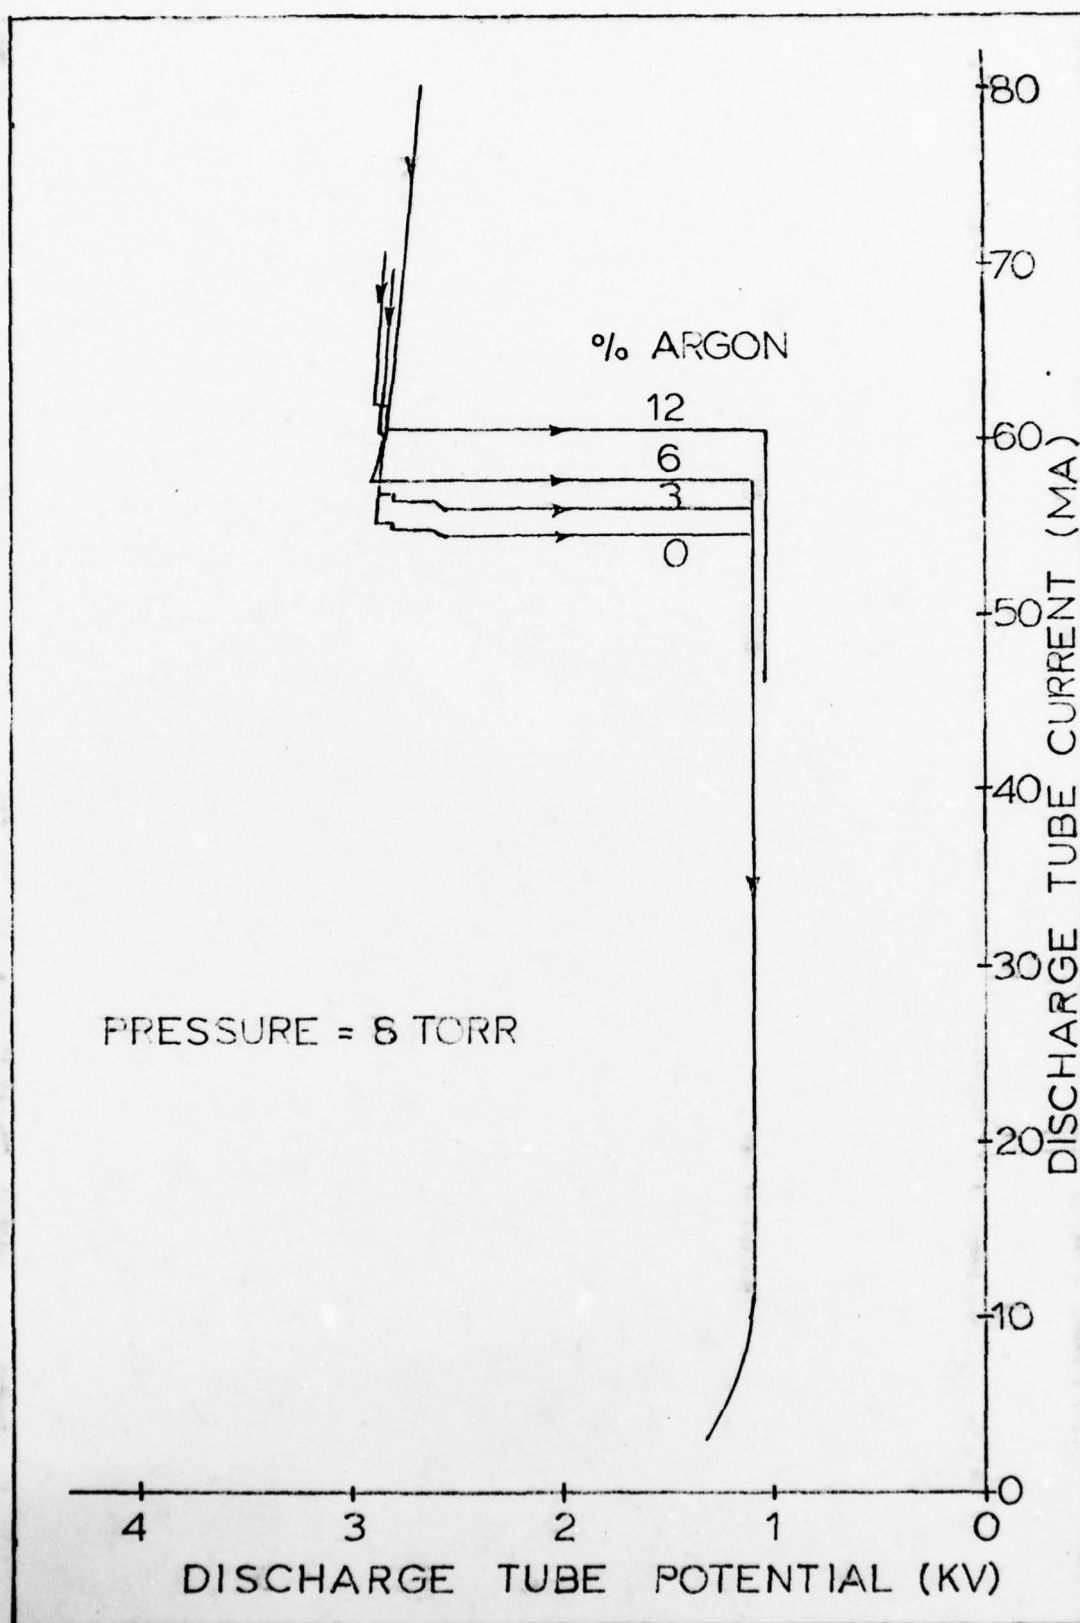 80
70
% ARGON
12
60
6
3
0
50
40
30
PRESSURE = 8 TORR
20
10
0
4 3 2 1 0
DISCHARGE TUBE POTENTIAL (KV)
DISCHARGE TUBE CURRENT (MA)